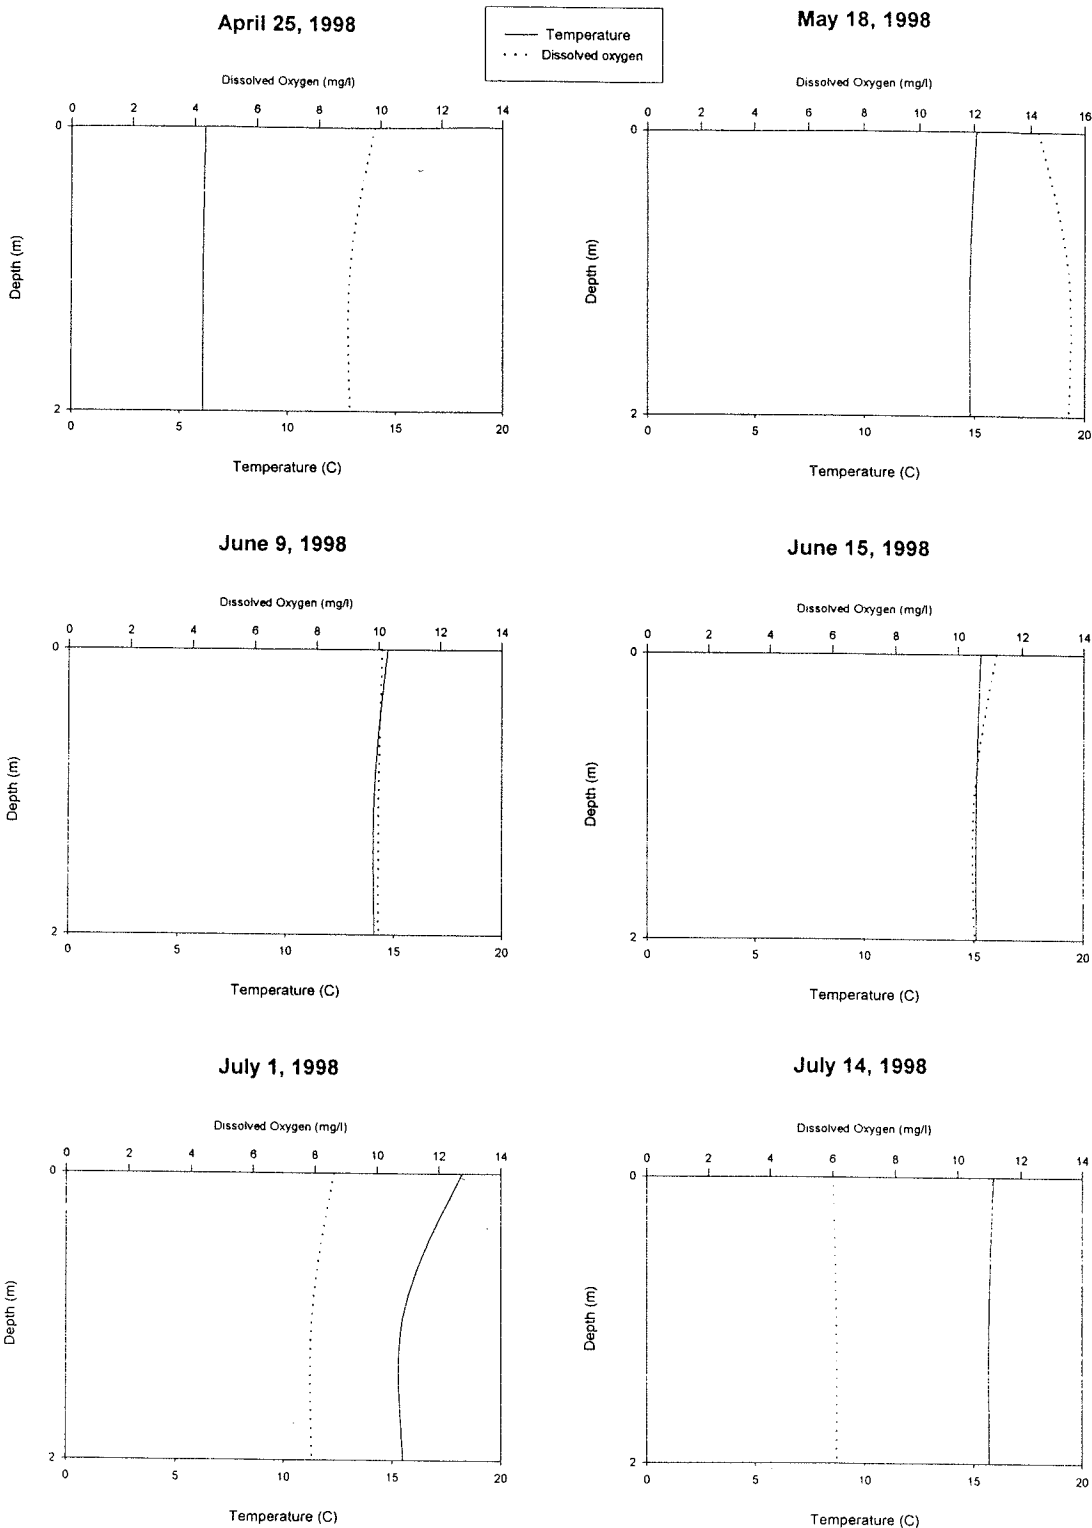 April 25, 1998
Temperature
Dissolved oxygen
May 18, 1998
Dissolved Oxygen (mg/l)
0 2 4 6 8 10 12 14
0
Depth (m)
2
0 5 10 15 20
Temperature (C)
Dissolved Oxygen (mg/l)
0 2 4 6 8 10 12 14 16
0
Depth (m)
2
0 5 10 15 20
Temperature (C)
June 9, 1998
Dissolved Oxygen (mg/l)
0 2 4 6 8 10 12 14
0
Depth (m)
2
0 5 10 15 20
Temperature (C)
June 15, 1998
Dissolved Oxygen (mg/l)
0 2 4 6 8 10 12 14
0
Depth (m)
2
0 5 10 15 20
Temperature (C)
July 1, 1998
Dissolved Oxygen (mg/l)
0 2 4 6 8 10 12 14
0
Depth (m)
2
0 5 10 15 20
Temperature (C)
July 14, 1998
Dissolved Oxygen (mg/l)
0 2 4 6 8 10 12 14
0
Depth (m)
2
0 5 10 15 20
Temperature (C)